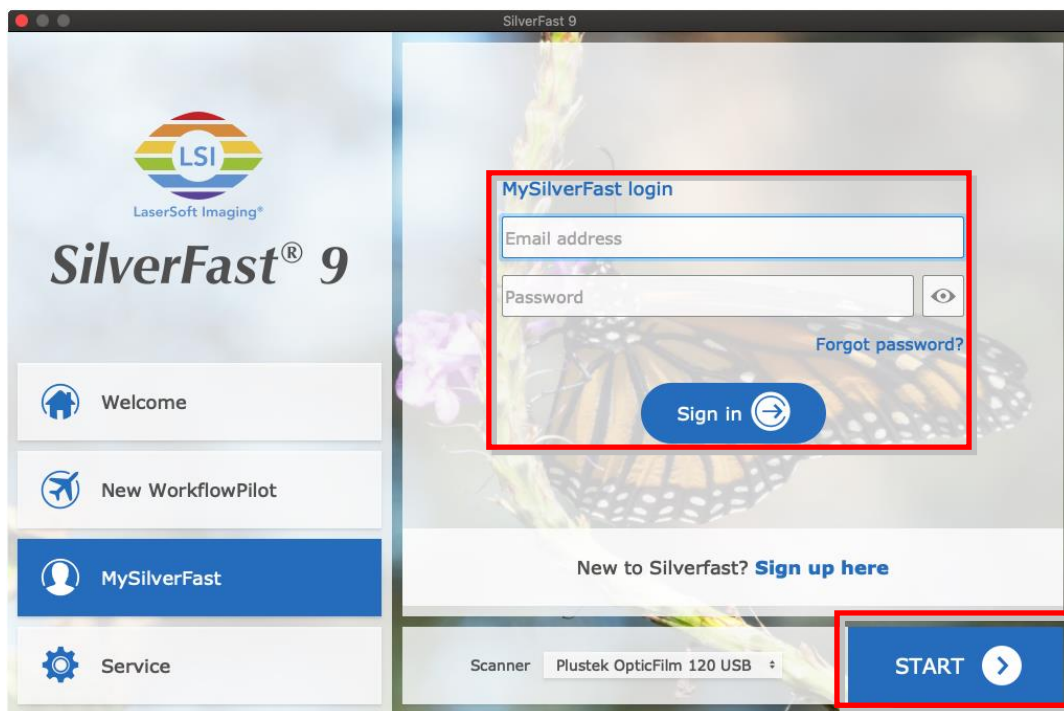 SilverFast 9
LSI
LaserSoft Imaging®
SilverFast® 9
Welcome
New WorkflowPilot
MySilverFast
Service
MySilverFast login
Email address
Password
Forgot password?
Sign in
New to Silverfast? Sign up here
Scanner Plustek OpticFilm 120 USB
START